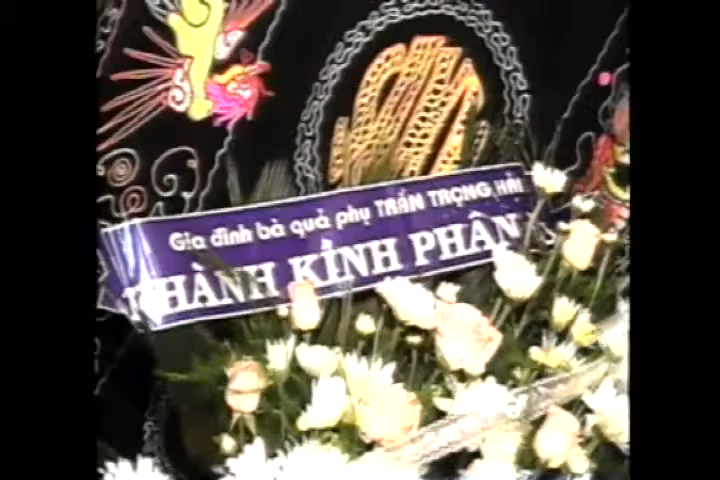 Gia đình bà quả phụ TRẦN TRỌNG HẢI
THÀNH KÍNH PHÂN